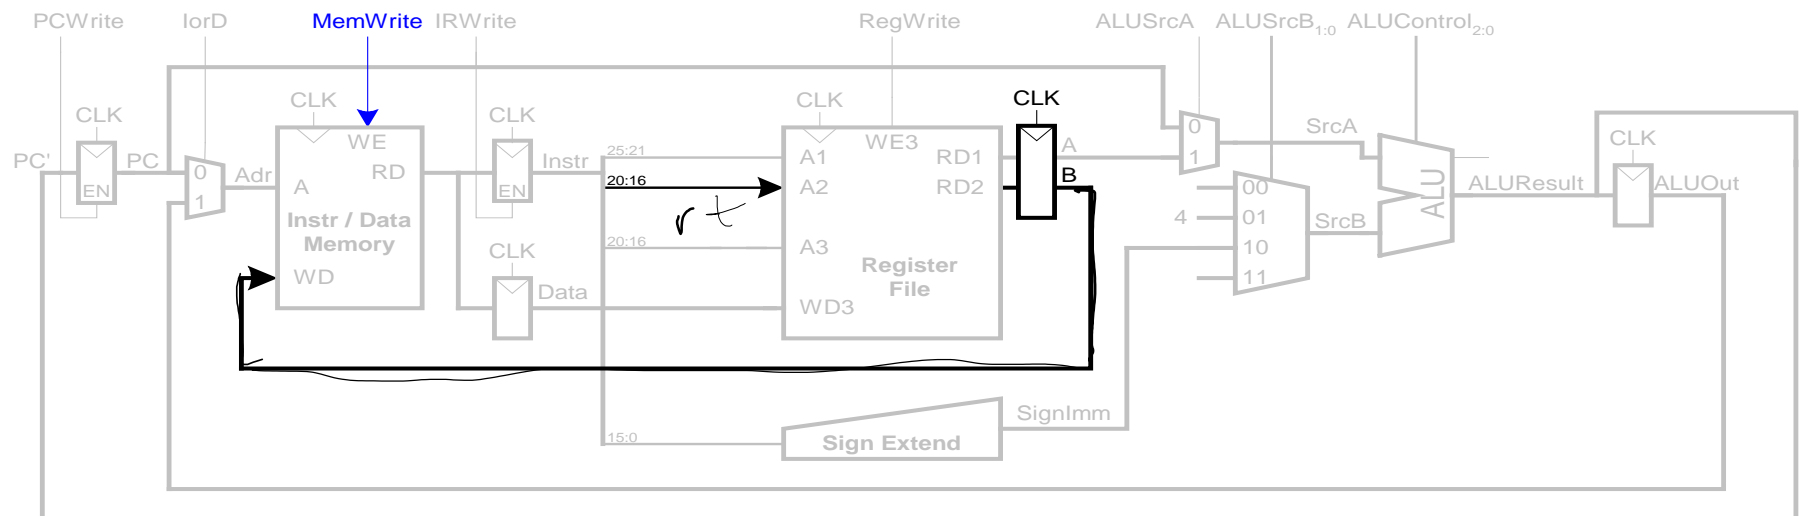 PCWrite IorD MemWrite IRWrite RegWrite ALUSrcA ALUSrcB1:0 ALUControl2:0
CLK CLK CLK CLK CLK CLK
PC' PC EN 0 1 Adr
WE RD A Instr / Data Memory WD
EN Instr
CLK Data
25:21
20:16
rt
20:16
15:0
A1 A2 A3 WD3 WE3 RD1 RD2 Register File
A
B
0
1
SrcA
4
00
01
10
11
SrcB
ALU
ALUResult
ALUOut
SignImm
Sign Extend